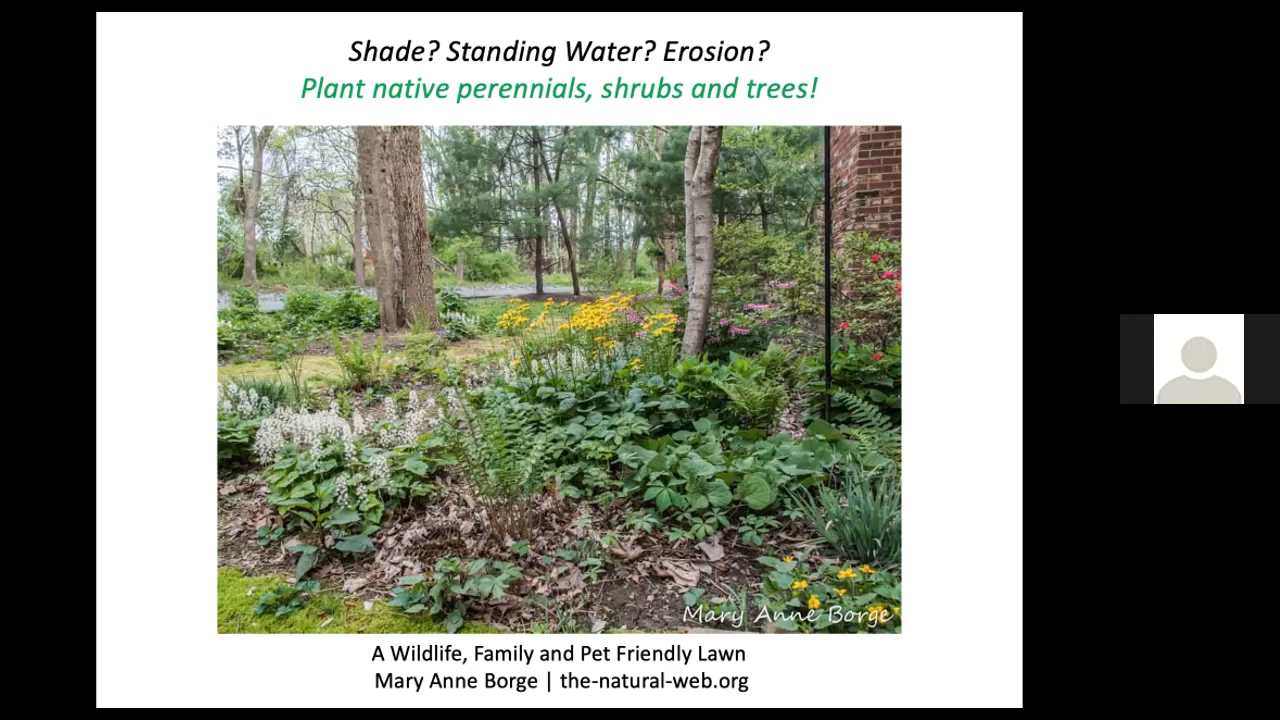 Shade? Standing Water? Erosion?
Plant native perennials, shrubs and trees!
Mary Anne Borge
A Wildlife, Family and Pet Friendly Lawn
Mary Anne Borge | the-natural-web.org